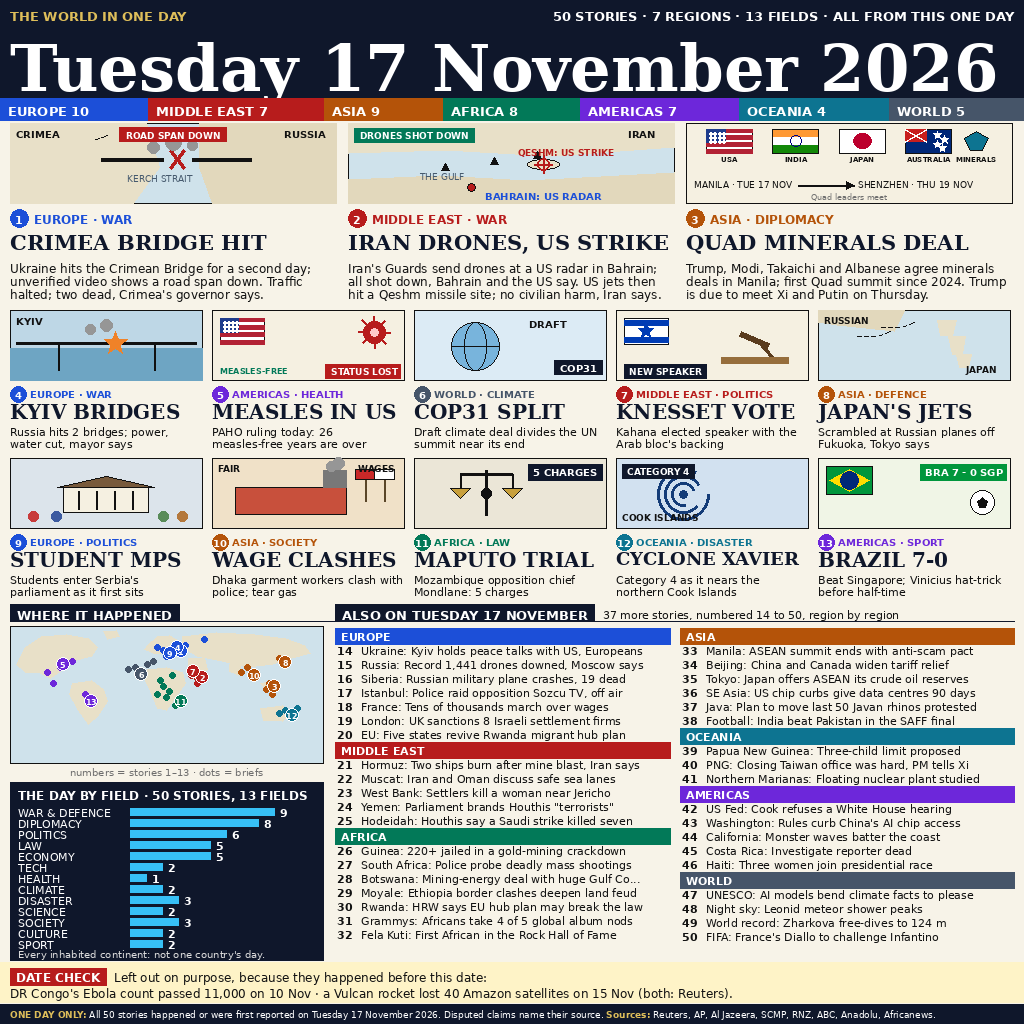 THE WORLD IN ONE DAY
50 STORIES · 7 REGIONS · 13 FIELDS · ALL FROM THIS ONE DAY
Tuesday 17 November 2026
EUROPE 10
MIDDLE EAST 7
ASIA 9
AFRICA 8
AMERICAS 7
OCEANIA 4
WORLD 5
CRIMEA
ROAD SPAN DOWN
RUSSIA
KERCH STRAIT
DRONES SHOT DOWN
IRAN
QESHM: US STRIKE
THE GULF
BAHRAIN: US RADAR
USA
INDIA
JAPAN
AUSTRALIA
MINERALS
MANILA · TUE 17 NOV
SHENZHEN · THU 19 NOV
Quad leaders meet
1 EUROPE · WAR
CRIMEA BRIDGE HIT
Ukraine hits the Crimean Bridge for a second day;
unverified video shows a road span down. Traffic
halted; two dead, Crimea's governor says.
2 MIDDLE EAST · WAR
IRAN DRONES, US STRIKE
Iran's Guards send drones at a US radar in Bahrain;
all shot down, Bahrain and the US say. US jets then
hit a Qeshm missile site; no civilian harm, Iran says.
3 ASIA · DIPLOMACY
QUAD MINERALS DEAL
Trump, Modi, Takaichi and Albanese agree minerals
deals in Manila; first Quad summit since 2024. Trump
is due to meet Xi and Putin on Thursday.
KYIV
4 EUROPE · WAR
KYIV BRIDGES
Russia hits 2 bridges; power,
water cut, mayor says
MEASLES-FREE
STATUS LOST
5 AMERICAS · HEALTH
MEASLES IN US
PAHO ruling today: 26
measles-free years are over
DRAFT
COP31
6 WORLD · CLIMATE
COP31 SPLIT
Draft climate deal divides the UN
summit near its end
NEW SPEAKER
7 MIDDLE EAST · POLITICS
KNESSET VOTE
Kahana elected speaker with the
Arab bloc's backing
RUSSIAN
JAPAN
8 ASIA · DEFENCE
JAPAN'S JETS
Scrambled at Russian planes off
Fukuoka, Tokyo says
9 EUROPE · POLITICS
STUDENT MPS
Students enter Serbia's
parliament as it first sits
FAIR
WAGES
10 ASIA · SOCIETY
WAGE CLASHES
Dhaka garment workers clash with
police; tear gas
5 CHARGES
11 AFRICA · LAW
MAPUTO TRIAL
Mozambique opposition chief
Mondlane: 5 charges
CATEGORY 4
COOK ISLANDS
12 OCEANIA · DISASTER
CYCLONE XAVIER
Category 4 as it nears the
northern Cook Islands
BRA 7 - 0 SGP
13 AMERICAS · SPORT
BRAZIL 7-0
Beat Singapore; Vinicius hat-trick
before half-time
WHERE IT HAPPENED
5
6
13
9
4
7
2
11
10
3
8
12
numbers = stories 1–13 · dots = briefs
THE DAY BY FIELD · 50 STORIES, 13 FIELDS
WAR & DEFENCE 9
DIPLOMACY 8
POLITICS 6
LAW 5
ECONOMY 5
TECH 2
HEALTH 1
CLIMATE 2
DISASTER 3
SCIENCE 2
SOCIETY 3
CULTURE 2
SPORT 2
Every inhabited continent: not one country's day.
ALSO ON TUESDAY 17 NOVEMBER
37 more stories, numbered 14 to 50, region by region
EUROPE
14 Ukraine: Kyiv holds peace talks with US, Europeans
15 Russia: Record 1,441 drones downed, Moscow says
16 Siberia: Russian military plane crashes, 19 dead
17 Istanbul: Police raid opposition Sozcu TV, off air
18 France: Tens of thousands march over wages
19 London: UK sanctions 8 Israeli settlement firms
20 EU: Five states revive Rwanda migrant hub plan
MIDDLE EAST
21 Hormuz: Two ships burn after mine blast, Iran says
22 Muscat: Iran and Oman discuss safe sea lanes
23 West Bank: Settlers kill a woman near Jericho
24 Yemen: Parliament brands Houthis "terrorists"
25 Hodeidah: Houthis say a Saudi strike killed seven
AFRICA
26 Guinea: 220+ jailed in a gold-mining crackdown
27 South Africa: Police probe deadly mass shootings
28 Botswana: Mining-energy deal with huge Gulf Co...
29 Moyale: Ethiopia border clashes deepen land feud
30 Rwanda: HRW says EU hub plan may break the law
31 Grammys: Africans take 4 of 5 global album nods
32 Fela Kuti: First African in the Rock Hall of Fame
ASIA
33 Manila: ASEAN summit ends with anti-scam pact
34 Beijing: China and Canada widen tariff relief
35 Tokyo: Japan offers ASEAN its crude oil reserves
36 SE Asia: US chip curbs give data centres 90 days
37 Java: Plan to move last 50 Javan rhinos protested
38 Football: India beat Pakistan in the SAFF final
OCEANIA
39 Papua New Guinea: Three-child limit proposed
40 PNG: Closing Taiwan office was hard, PM tells Xi
41 Northern Marianas: Floating nuclear plant studied
AMERICAS
42 US Fed: Cook refuses a White House hearing
43 Washington: Rules curb China's AI chip access
44 California: Monster waves batter the coast
45 Costa Rica: Investigate reporter dead
46 Haiti: Three women join presidential race
WORLD
47 UNESCO: AI models bend climate facts to please
48 Night sky: Leonid meteor shower peaks
49 World record: Zharkova free-dives to 124 m
50 FIFA: France's Diallo to challenge Infantino
DATE CHECK
Left out on purpose, because they happened before this date:
DR Congo's Ebola count passed 11,000 on 10 Nov · a Vulcan rocket lost 40 Amazon satellites on 15 Nov (both: Reuters).
ONE DAY ONLY: All 50 stories happened or were first reported on Tuesday 17 November 2026. Disputed claims name their source. Sources: Reuters, AP, Al Jazeera, SCMP, RNZ, ABC, Anadolu, Africanews.